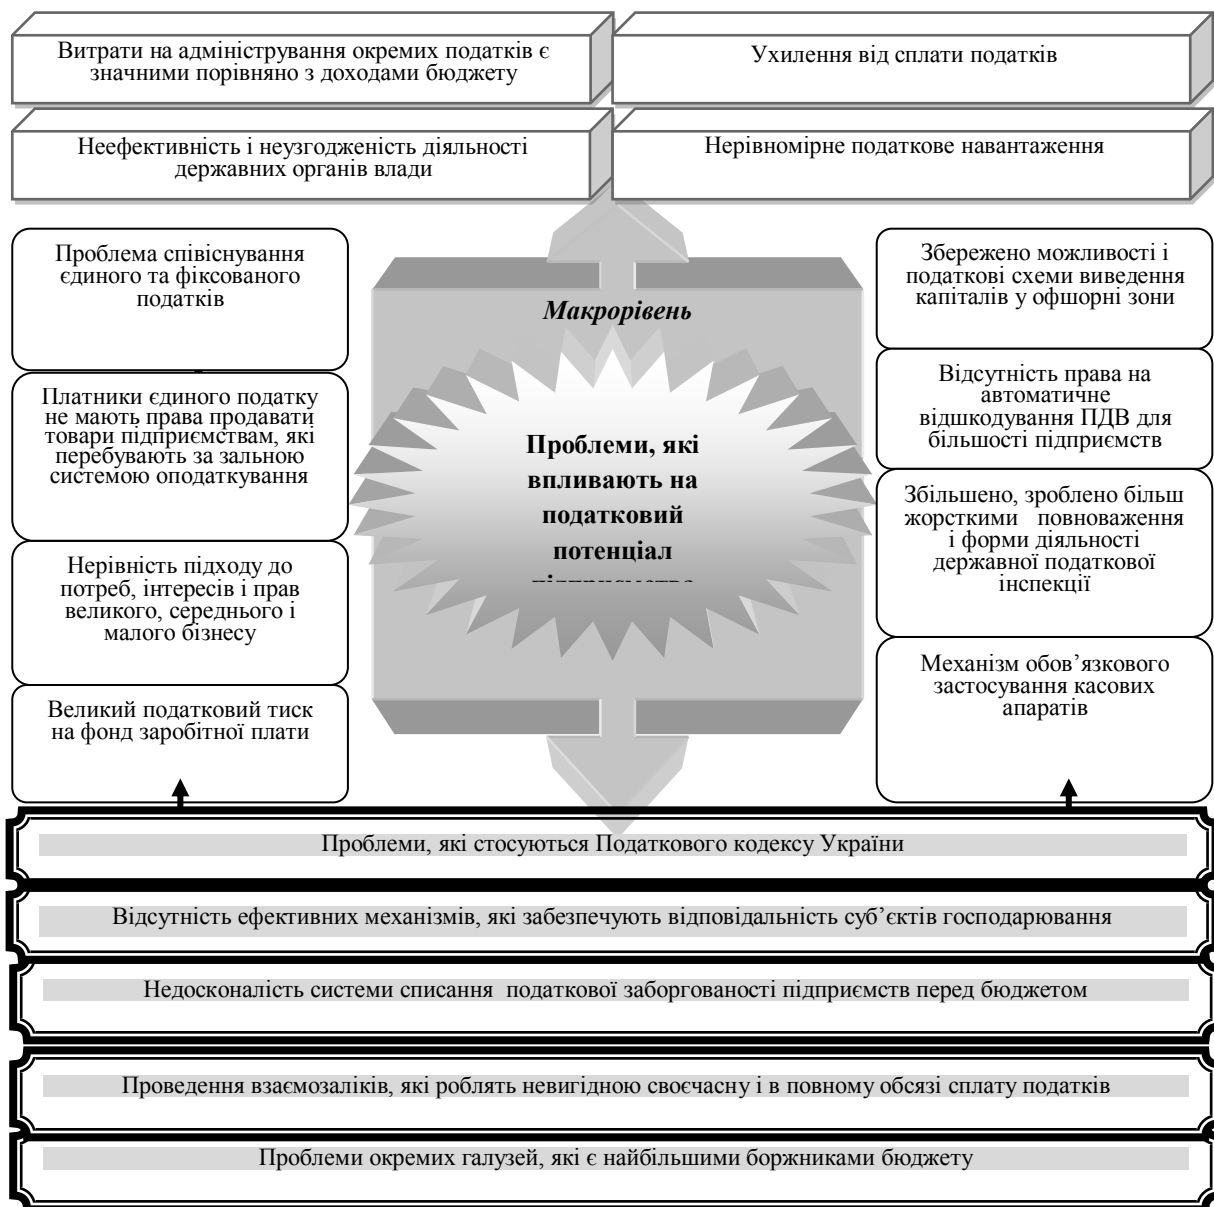 Витрати на адміністрування окремих податків є
значними порівняно з доходами бюджету
Ухилення від сплати податків
Неефективність і неузгодженість діяльності
державних органів влади
Нерівномірне податкове навантаження
Проблема співіснування
єдиного та фіксованого
податків
Платники єдиного податку
не мають права продавати
товари підприємствам, які
перебувають за зальною
системою оподаткування
Нерівність підходу до
потреб, інтересів і прав
великого, середнього і
малого бізнесу
Великий податковий тиск
на фонд заробітної плати
Макрорівень
Проблеми, які
впливають на
податковий
потенціал
Збережено можливості і
податкові схеми виведення
капіталів у офшорні зони
Відсутність права на
автоматичне
відшкодування ПДВ для
більшості підприємств
Збільшено, зроблено більш
жорсткими повноваження
і форми діяльності
державної податкової
інспекції
Механізм обов’язкового
застосування касових
апаратів
Проблеми, які стосуються Податкового кодексу України
Відсутність ефективних механізмів, які забезпечують відповідальність суб’єктів господарювання
Недосконалість системи списання податкової заборгованості підприємств перед бюджетом
Проведення взаємозаліків, які роблять невигідною своєчасну і в повному обсязі сплату податків
Проблеми окремих галузей, які є найбільшими боржниками бюджету